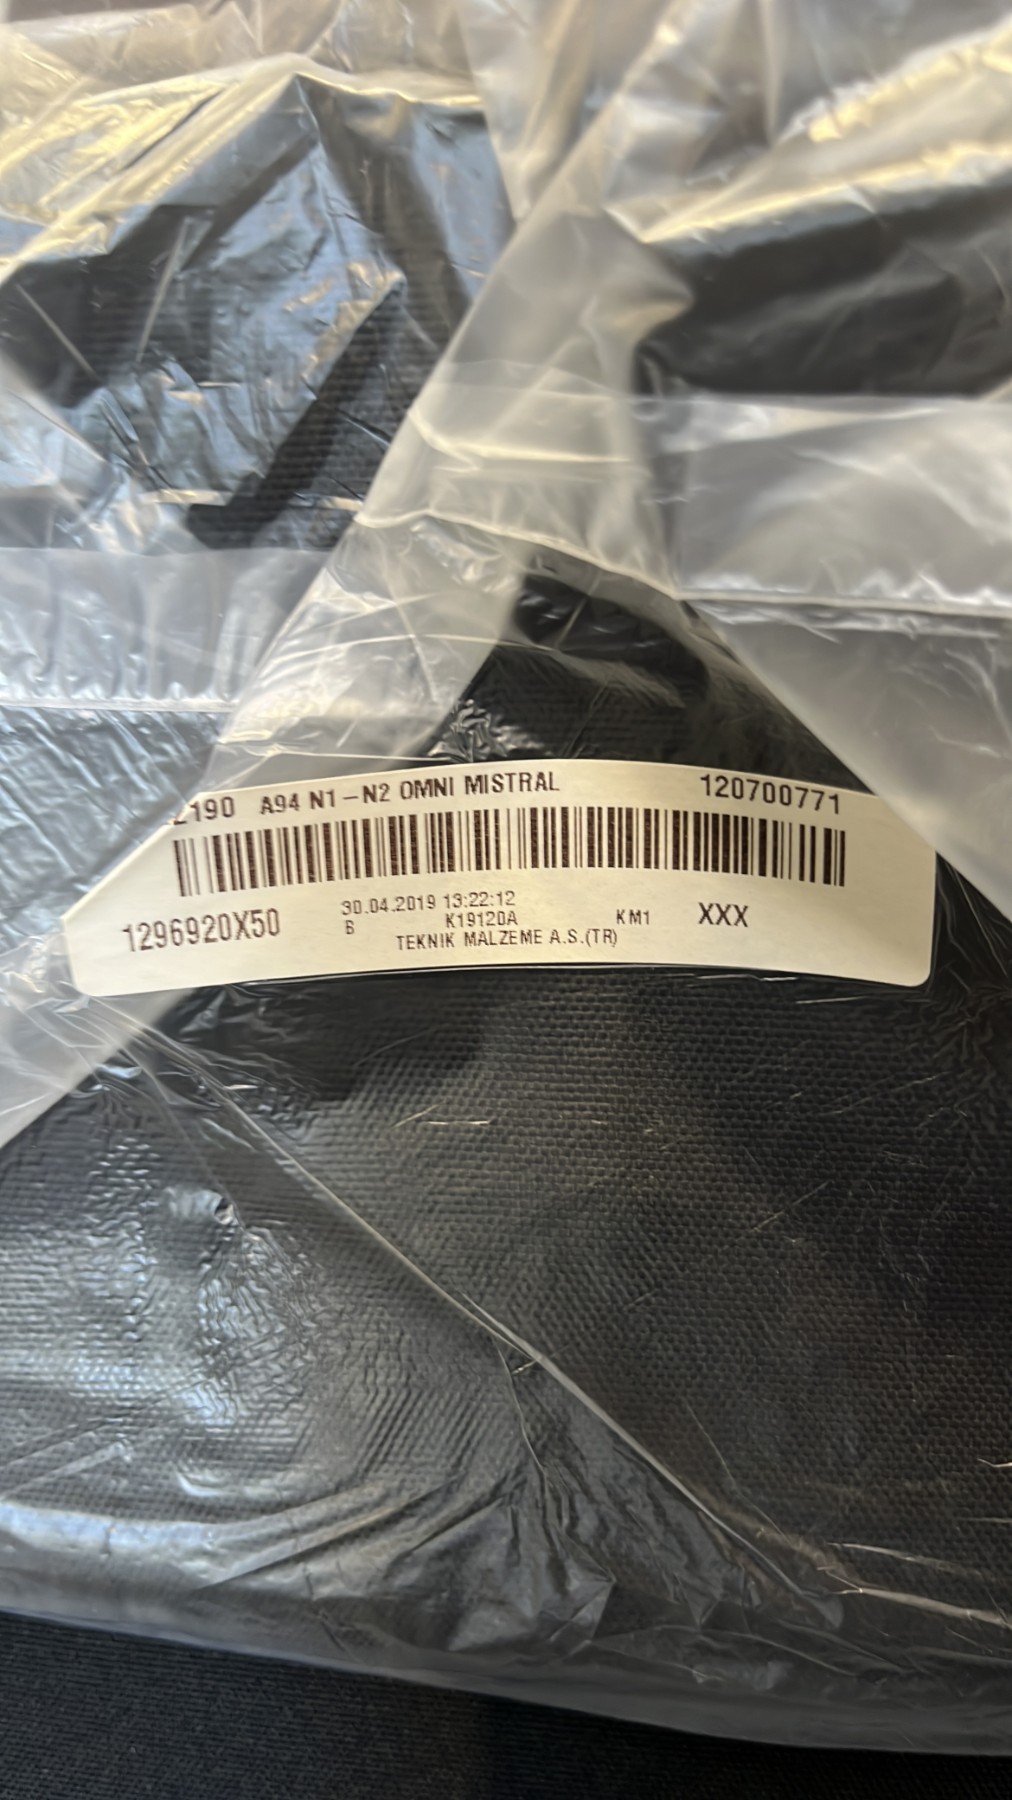 2190 A94 N1-N2 OMNI MISTRAL 120700771
1296920X50 30.04.2019 13:22:12
B K19120A KM1 XXX
TEKNIK MALZEME A.S.(TR)